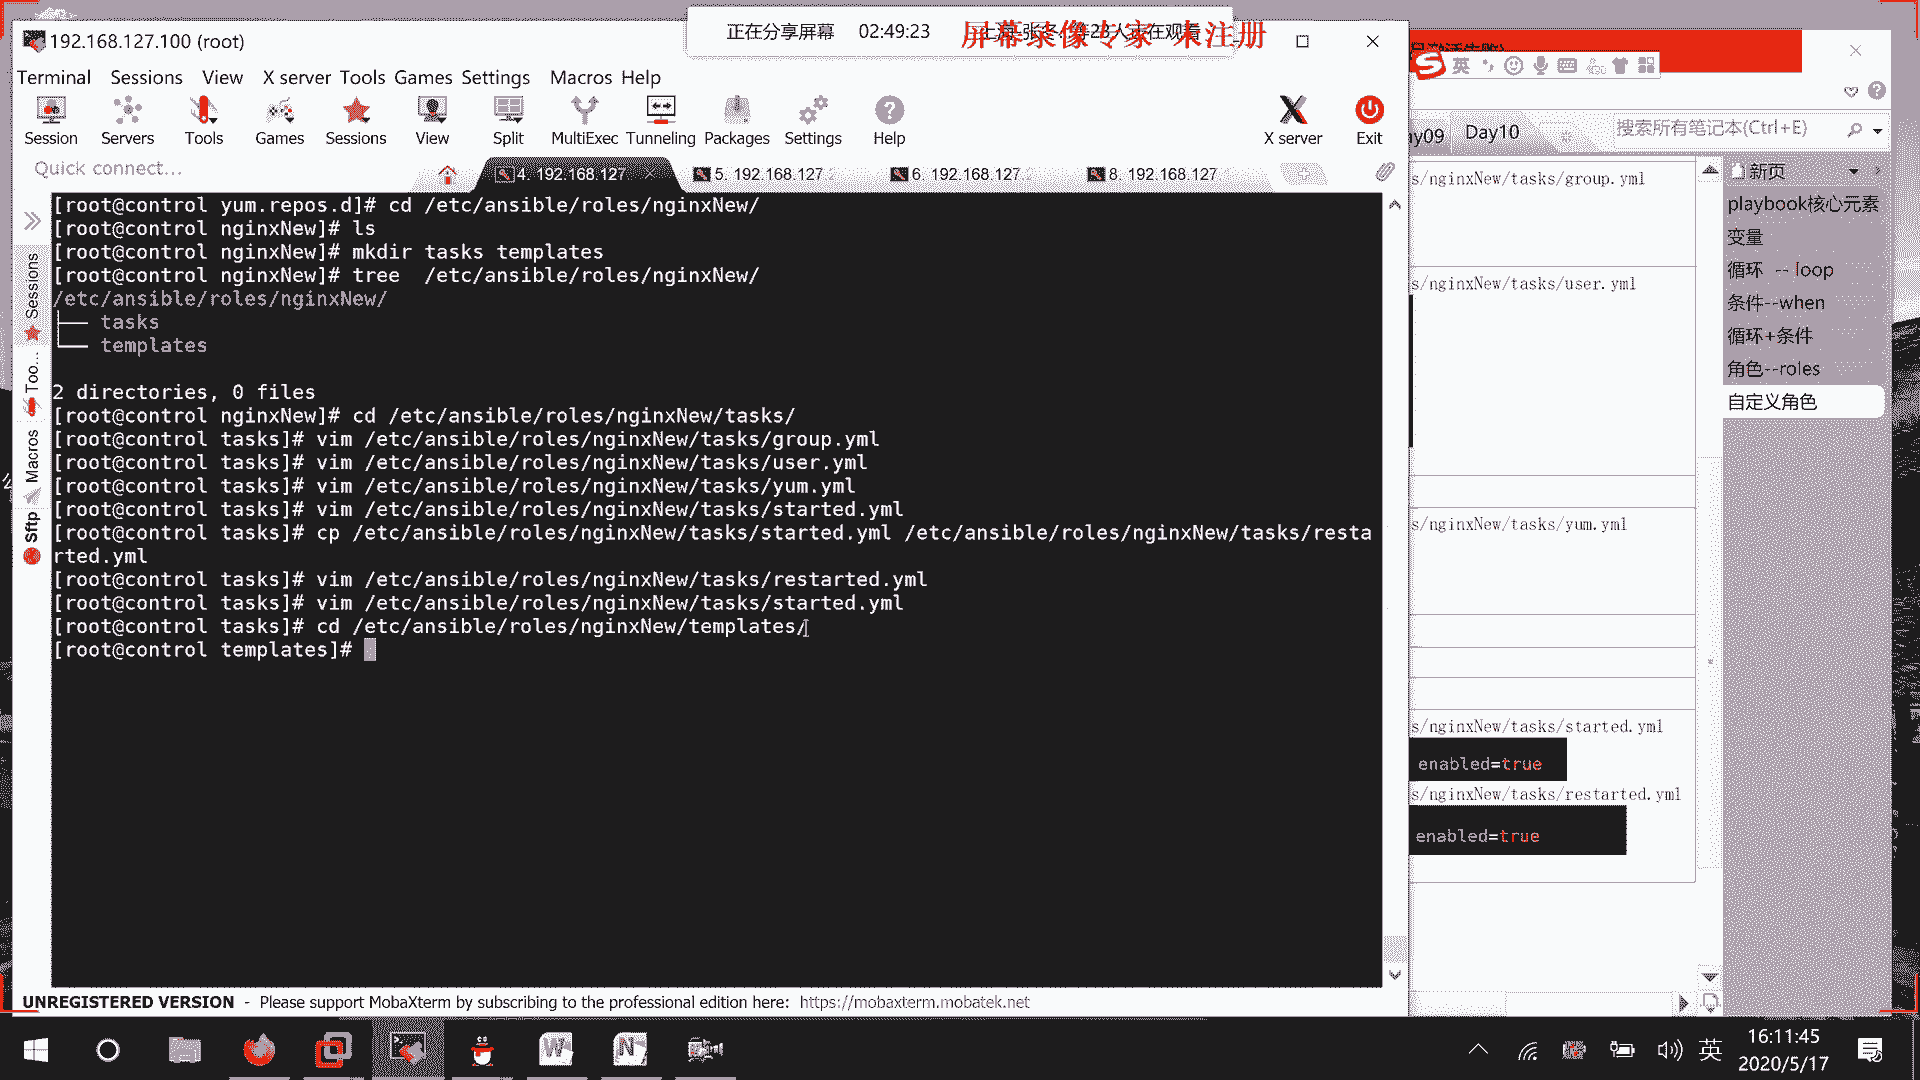 正在分享屏幕 02:49:23
屏幕录像专家 未注册
192.168.127.100 (root)
Terminal Sessions View X server Tools Games Settings Macros Help
Session Servers Tools Games Sessions View Split MultiExec Tunneling Packages Settings Help X server Exit
Quick connect...
4. 192.168.127
5. 192.168.127
6. 192.168.127
8. 192.168.127
Sessions
Too...
Macros
Sftp
[root@control yum.repos.d]# cd /etc/ansible/roles/nginxNew/
[root@control nginxNew]# ls
[root@control nginxNew]# mkdir tasks templates
[root@control nginxNew]# tree  /etc/ansible/roles/nginxNew/
/etc/ansible/roles/nginxNew/
├── tasks
└── templates
2 directories, 0 files
[root@control nginxNew]# cd /etc/ansible/roles/nginxNew/tasks/
[root@control tasks]# vim /etc/ansible/roles/nginxNew/tasks/group.yml
[root@control tasks]# vim /etc/ansible/roles/nginxNew/tasks/user.yml
[root@control tasks]# vim /etc/ansible/roles/nginxNew/tasks/yum.yml
[root@control tasks]# vim /etc/ansible/roles/nginxNew/tasks/started.yml
[root@control tasks]# cp /etc/ansible/roles/nginxNew/tasks/started.yml /etc/ansible/roles/nginxNew/tasks/resta
rted.yml
[root@control tasks]# vim /etc/ansible/roles/nginxNew/tasks/restarted.yml
[root@control tasks]# vim /etc/ansible/roles/nginxNew/tasks/started.yml
[root@control tasks]# cd /etc/ansible/roles/nginxNew/templates/
[root@control templates]#
UNREGISTERED VERSION - Please support MobaXterm by subscribing to the professional edition here: https://mobaxterm.mobatek.net
英
y09 Day10
搜索所有笔记本(Ctrl+E)
s/nginxNew/tasks/group.yml
s/nginxNew/tasks/user.yml
s/nginxNew/tasks/yum.yml
s/nginxNew/tasks/started.yml
enabled=true
s/nginxNew/tasks/restarted.yml
enabled=true
新页
playbook核心元素
变量
循环 -- loop
条件--when
循环+条件
角色--roles
自定义角色
英
16:11:45
2020/5/17